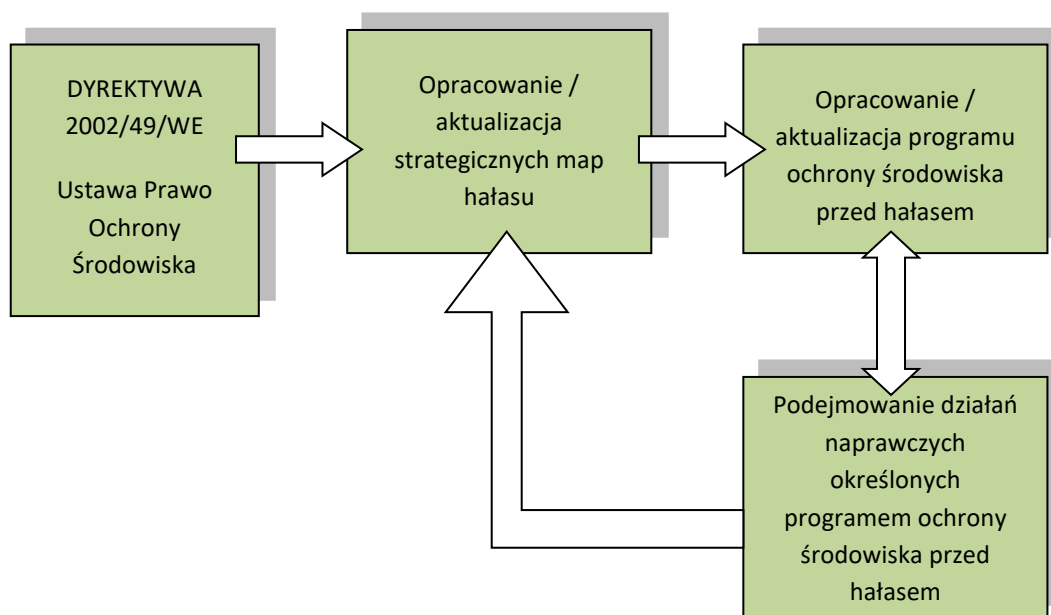 DYREKTYWA
2002/49/WE
Ustawa Prawo
Ochrony
Środowiska
Opracowanie /
aktualizacja
strategicznych map
hałasu
Opracowanie /
aktualizacja programu
ochrony środowiska
przed hałasem
Podejmowanie działań
naprawczych
określonych
programem ochrony
środowiska przed
hałasem